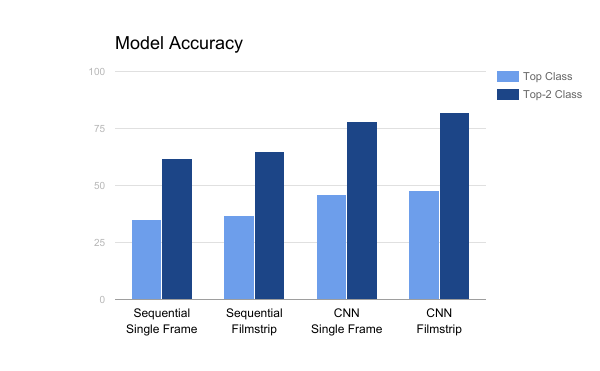 Model Accuracy
100
75
50
25
0
Top Class
Top-2 Class
Sequential Single Frame
Sequential Filmstrip
CNN Single Frame
CNN Filmstrip